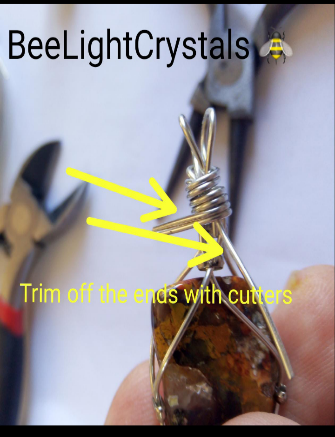 BeeLightCrystals 🐝
Trim off the ends with cutters